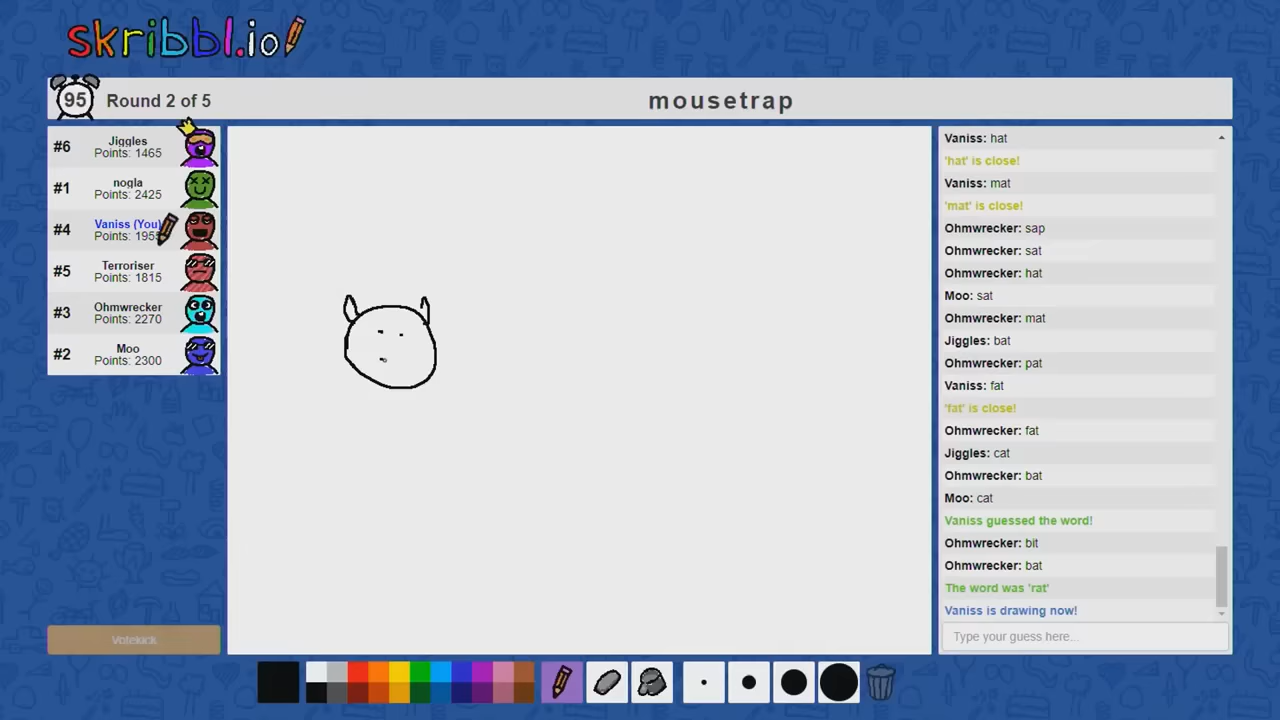 skribbl.io
95
Round 2 of 5
mousetrap
#6
Jiggles
Points: 1465
#1
nogla
Points: 2425
#4
Vaniss (You)
Points: 1955
#5
Terroriser
Points: 1815
#3
Ohmwrecker
Points: 2270
#2
Moo
Points: 2300
Votekick
Vaniss: hat
'hat' is close!
Vaniss: mat
'mat' is close!
Ohmwrecker: sap
Ohmwrecker: sat
Ohmwrecker: hat
Moo: sat
Ohmwrecker: mat
Jiggles: bat
Ohmwrecker: pat
Vaniss: fat
'fat' is close!
Ohmwrecker: fat
Jiggles: cat
Ohmwrecker: bat
Moo: cat
Vaniss guessed the word!
Ohmwrecker: bit
Ohmwrecker: bat
The word was 'rat'
Vaniss is drawing now!
Type your guess here...